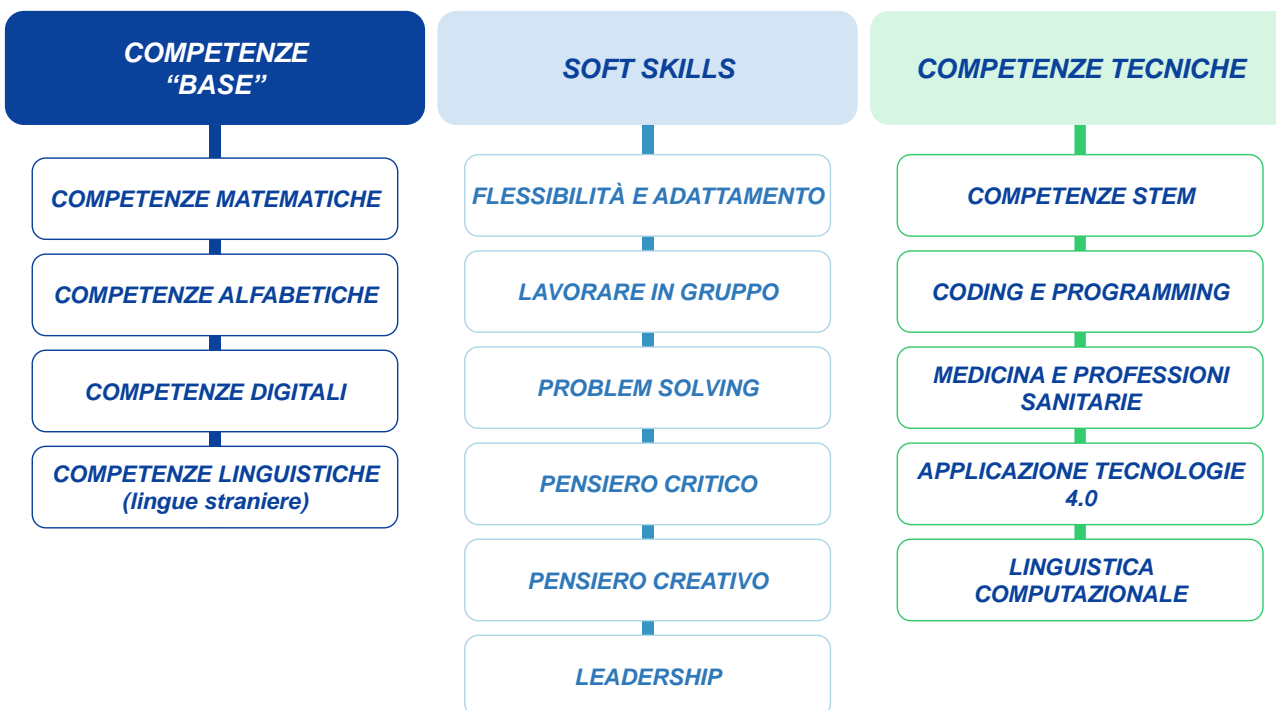 COMPETENZE
“BASE”
COMPETENZE MATEMATICHE
COMPETENZE ALFABETICHE
COMPETENZE DIGITALI
COMPETENZE LINGUISTICHE
(lingue straniere)
SOFT SKILLS
FLESSIBILITÀ E ADATTAMENTO
LAVORARE IN GRUPPO
PROBLEM SOLVING
PENSIERO CRITICO
PENSIERO CREATIVO
LEADERSHIP
COMPETENZE TECNICHE
COMPETENZE STEM
CODING E PROGRAMMING
MEDICINA E PROFESSIONI
SANITARIE
APPLICAZIONE TECNOLOGIE
4.0
LINGUISTICA
COMPUTAZIONALE